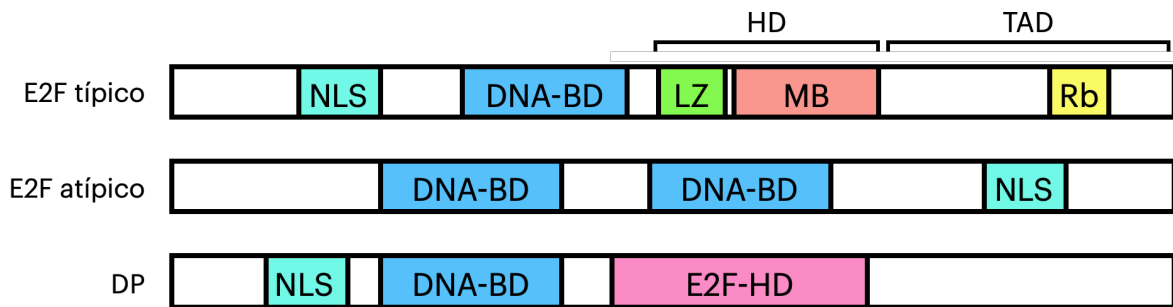 HD TAD
E2F típico NLS DNA-BD LZ MB Rb
E2F atípico DNA-BD DNA-BD NLS
DP NLS DNA-BD E2F-HD